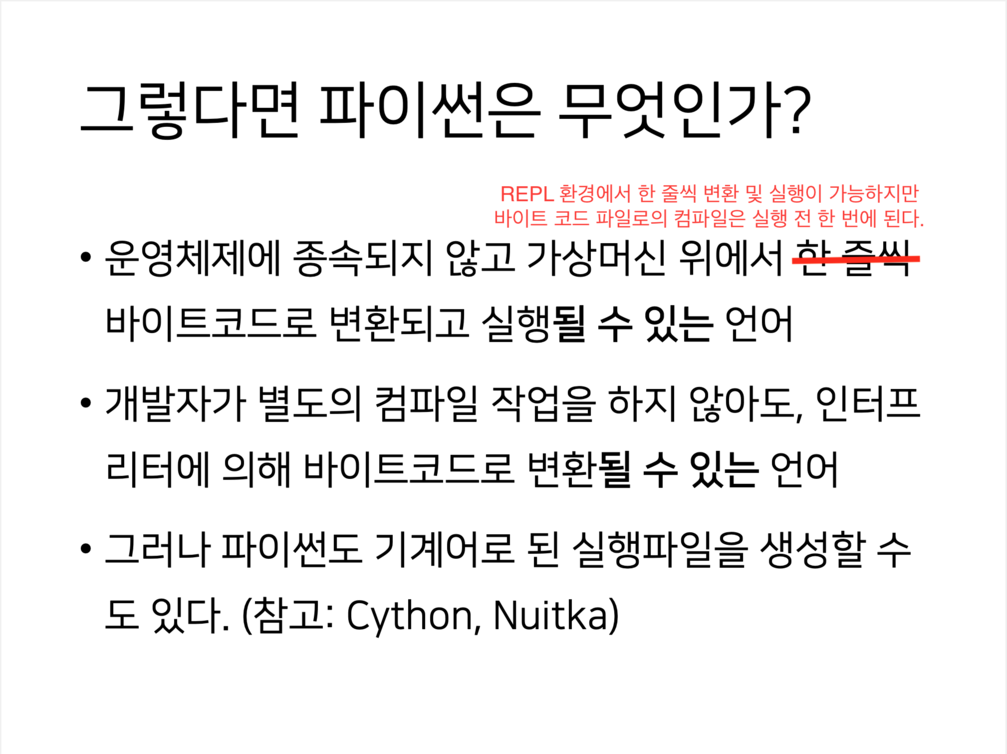 그렇다면 파이썬은 무엇인가?
REPL 환경에서 한 줄씩 변환 및 실행이 가능하지만
바이트 코드 파일로의 컴파일은 실행 전 한 번에 된다.
• 운영체제에 종속되지 않고 가상머신 위에서 한 줄씩
바이트코드로 변환되고 실행될 수 있는 언어
• 개발자가 별도의 컴파일 작업을 하지 않아도, 인터프
리터에 의해 바이트코드로 변환될 수 있는 언어
• 그러나 파이썬도 기계어로 된 실행파일을 생성할 수
도 있다. (참고: Cython, Nuitka)